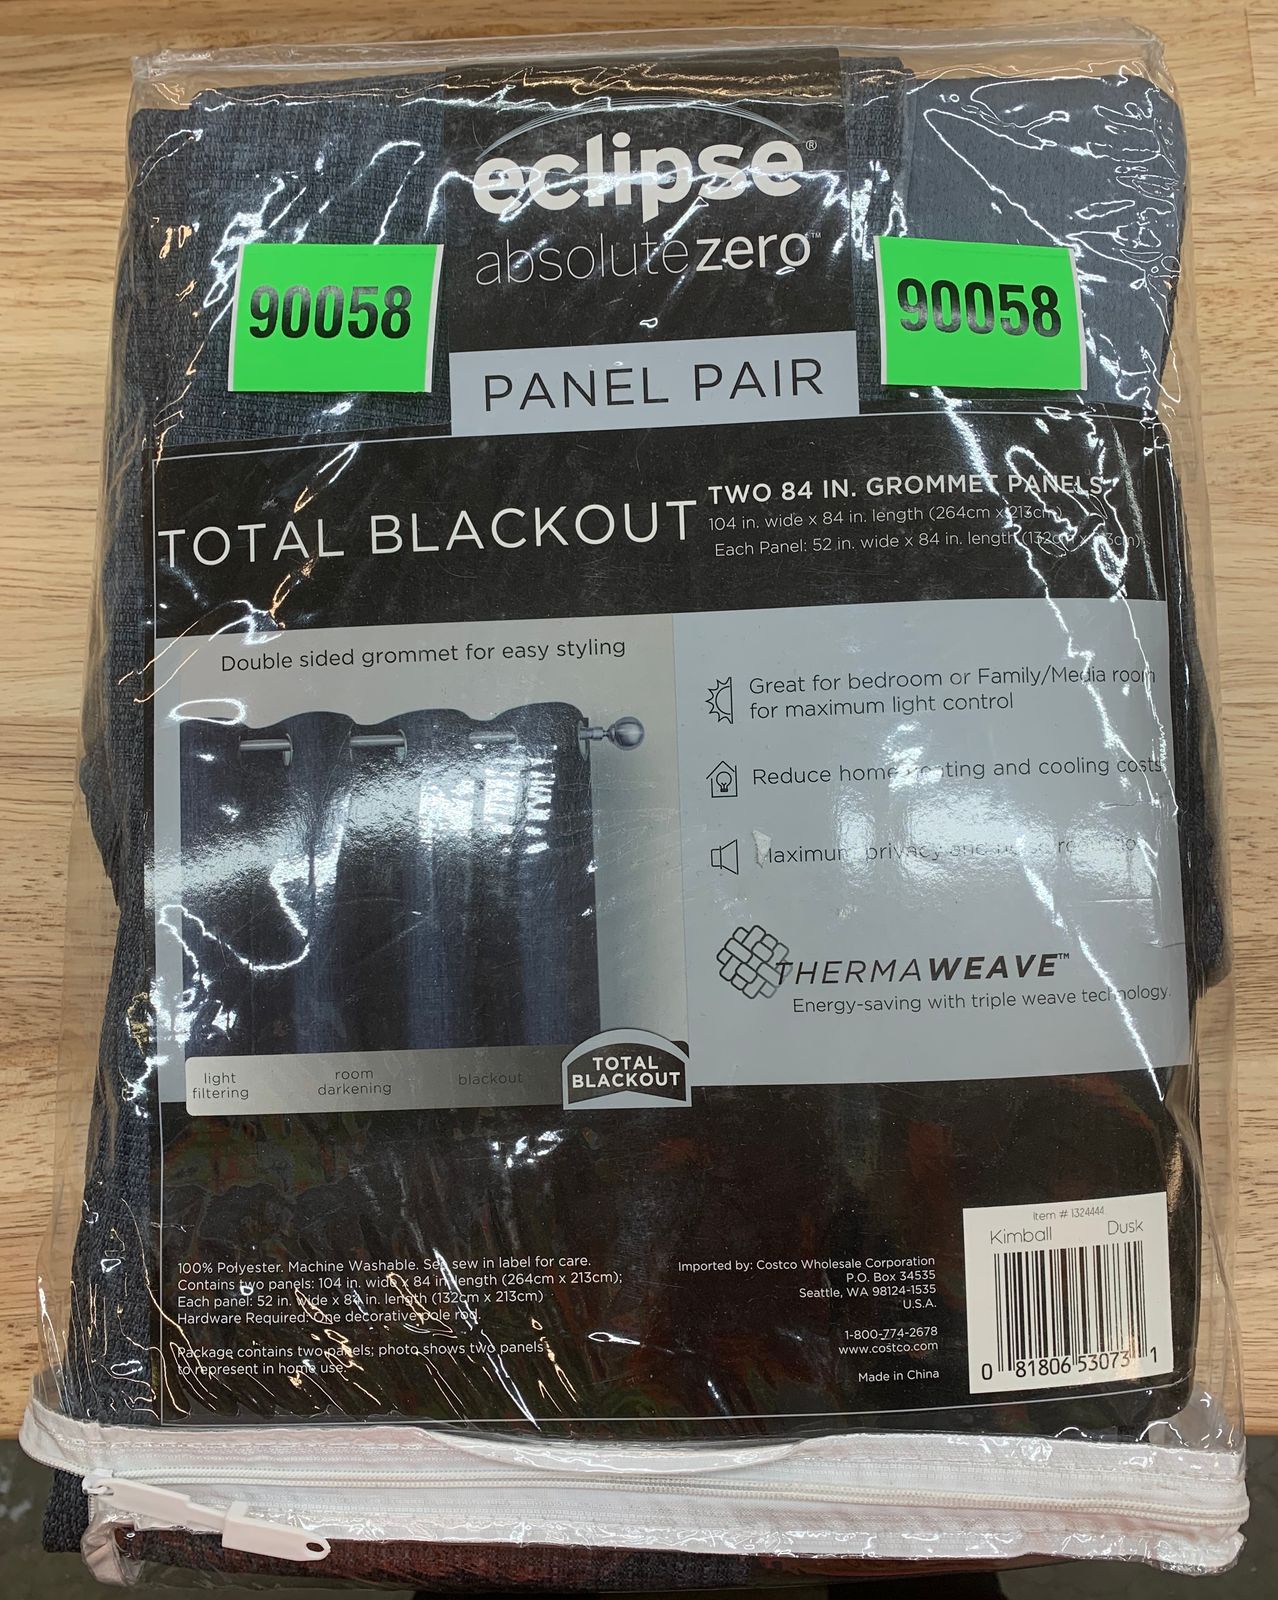 eclipse®
absolutezero™
90058
90058
PANEL PAIR
TOTAL BLACKOUT
TWO 84 IN. GROMMET PANELS
104 in. wide x 84 in. length (264cm x 213cm)
Each Panel: 52 in. wide x 84 in. length
Double sided grommet for easy styling
Great for bedroom or Family/Media room
for maximum light control
Reduce home heating and cooling costs
Maximum privacy and
THERMAWEAVE™
Energy-saving with triple weave technology.
light
filtering
room
darkening
blackout
TOTAL
BLACKOUT
100% Polyester. Machine Washable. See sew in label for care.
Contains two panels: 104 in. wide x 84 in. length (264cm x 213cm);
Each panel: 52 in. wide x 84 in. length (132cm x 213cm)
Hardware Required: One decorative pole rod.
Package contains two panels; photo shows two panels
to represent in home use.
Imported by: Costco Wholesale Corporation
P.O. Box 34535
Seattle, WA 98124-1535
U.S.A.
1-800-774-2678
www.costco.com
Made in China
Item # 1324444
Kimball Dusk
0 81806 53073 1